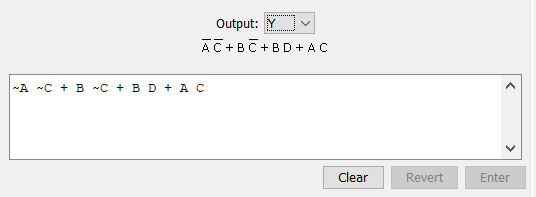 Output: Y
A̅ C̅ + B C̅ + B D + A C
~A ~C + B ~C + B D + A C
Clear Revert Enter